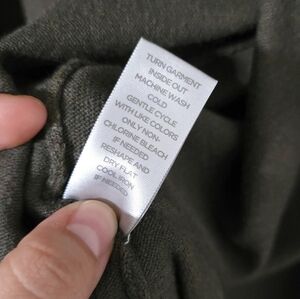 TURN GARMENT
INSIDE OUT
MACHINE WASH
COLD
GENTLE CYCLE
WITH LIKE COLORS
ONLY NON-
CHLORINE BLEACH
IF NEEDED
RESHAPE AND
DRY FLAT
COOL IRON
IF NEEDED